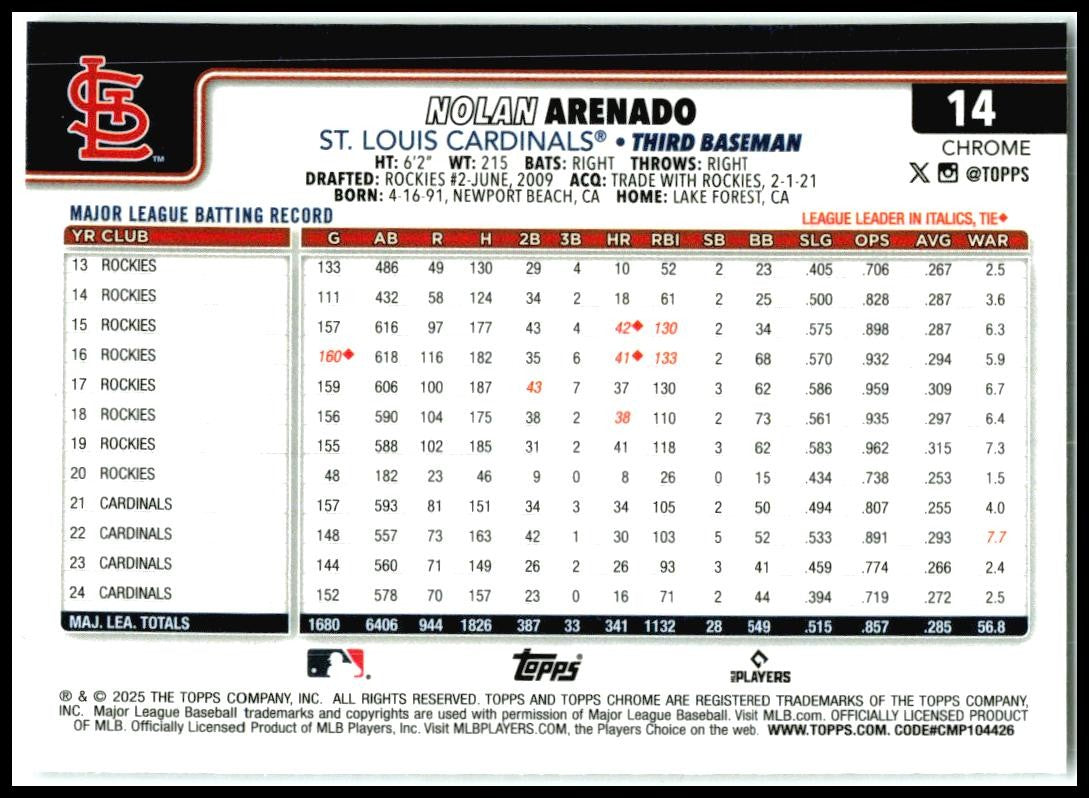 StL ™
NOLAN ARENADO
14
ST. LOUIS CARDINALS® • THIRD BASEMAN
CHROME
HT: 6'2" WT: 215 BATS: RIGHT THROWS: RIGHT
DRAFTED: ROCKIES #2-JUNE, 2009 ACQ: TRADE WITH ROCKIES, 2-1-21
@TOPPS
BORN: 4-16-91, NEWPORT BEACH, CA HOME: LAKE FOREST, CA
MAJOR LEAGUE BATTING RECORD
LEAGUE LEADER IN ITALICS, TIE◆
YR CLUB G AB R H 2B 3B HR RBI SB BB SLG OPS AVG WAR
13 ROCKIES 133 486 49 130 29 4 10 52 2 23 .405 .706 .267 2.5
14 ROCKIES 111 432 58 124 34 2 18 61 2 25 .500 .828 .287 3.6
15 ROCKIES 157 616 97 177 43 4 42◆ 130 2 34 .575 .898 .287 6.3
16 ROCKIES 160◆ 618 116 182 35 6 41◆ 133 2 68 .570 .932 .294 5.9
17 ROCKIES 159 606 100 187 43 7 37 130 3 62 .586 .959 .309 6.7
18 ROCKIES 156 590 104 175 38 2 38 110 2 73 .561 .935 .297 6.4
19 ROCKIES 155 588 102 185 31 2 41 118 3 62 .583 .962 .315 7.3
20 ROCKIES 48 182 23 46 9 0 8 26 0 15 .434 .738 .253 1.5
21 CARDINALS 157 593 81 151 34 3 34 105 2 50 .494 .807 .255 4.0
22 CARDINALS 148 557 73 163 42 1 30 103 5 52 .533 .891 .293 7.7
23 CARDINALS 144 560 71 149 26 2 26 93 3 41 .459 .774 .266 2.4
24 CARDINALS 152 578 70 157 23 0 16 71 2 44 .394 .719 .272 2.5
MAJ. LEA. TOTALS 1680 6406 944 1826 387 33 341 1132 28 549 .515 .857 .285 56.8
Topps®
PLAYERS
® & © 2025 THE TOPPS COMPANY, INC. ALL RIGHTS RESERVED. TOPPS AND TOPPS CHROME ARE REGISTERED TRADEMARKS OF THE TOPPS COMPANY,
INC. Major League Baseball trademarks and copyrights are used with permission of Major League Baseball. Visit MLB.com. OFFICIALLY LICENSED PRODUCT
OF MLB. Officially Licensed Product of MLB Players, Inc. Visit MLBPLAYERS.COM, the Players Choice on the web. WWW.TOPPS.COM. CODE#CMP104426